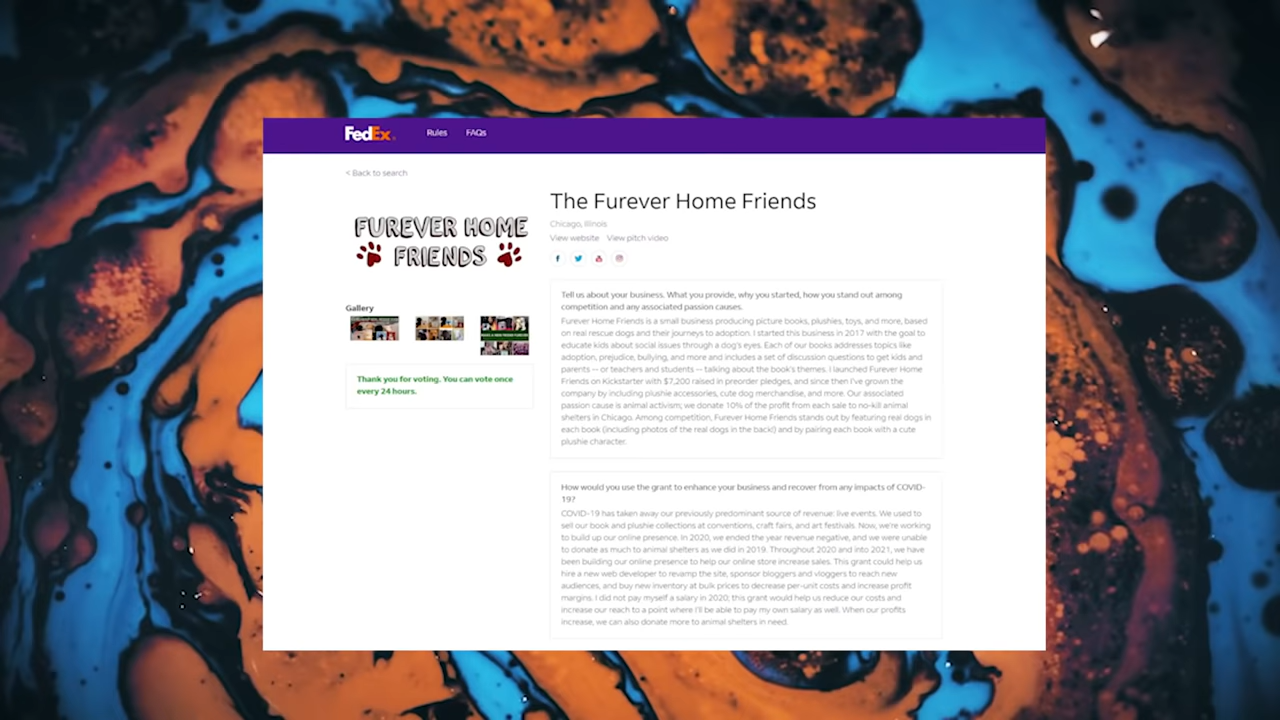 FedEx
Rules
FAQs
< Back to search
FUREVER HOME
FRIENDS
Gallery
Thank you for voting. You can vote once
every 24 hours.
The Furever Home Friends
Chicago, Illinois
View website
View pitch video
Tell us about your business. What you provide, why you started, how you stand out among
competition and any associated passion causes.
Furever Home Friends is a small business producing picture books, plushies, toys, and more, based
on real rescue dogs and their journeys to adoption. I started this business in 2017 with the goal to
educate kids about social issues through a dog's eyes. Each of our books addresses topics like
adoption, prejudice, bullying, and more and includes a set of discussion questions to get kids and
parents -- or teachers and students -- talking about the book's themes. I launched Furever Home
Friends on Kickstarter with $7,200 raised in preorder pledges, and since then I've grown the
company by including plushie accessories, cute dog merchandise, and more. Our associated
passion cause is animal activism; we donate 10% of the profit from each sale to no-kill animal
shelters in Chicago. Among competition, Furever Home Friends stands out by featuring real dogs in
each book (including photos of the real dogs in the back!) and by pairing each book with a cute
plushie character.
How would you use the grant to enhance your business and recover from any impacts of COVID-
19?
COVID-19 has taken away our previously predominant source of revenue: live events. We used to
sell our book and plushie collections at conventions, craft fairs, and art festivals. Now, we're working
to build up our online presence. In 2020, we ended the year revenue negative, and we were unable
to donate as much to animal shelters as we did in 2019. Throughout 2020 and into 2021, we have
been building our online presence to help our online store increase sales. This grant could help us
hire a new web developer to revamp the site, sponsor bloggers and vloggers to reach new
audiences, and buy new inventory at bulk prices to decrease per-unit costs and increase profit
margins. I did not pay myself a salary in 2020; this grant would help us reduce our costs and
increase our reach to a point where I'll be able to pay my own salary as well. When our profits
increase, we can also donate more to animal shelters in need.